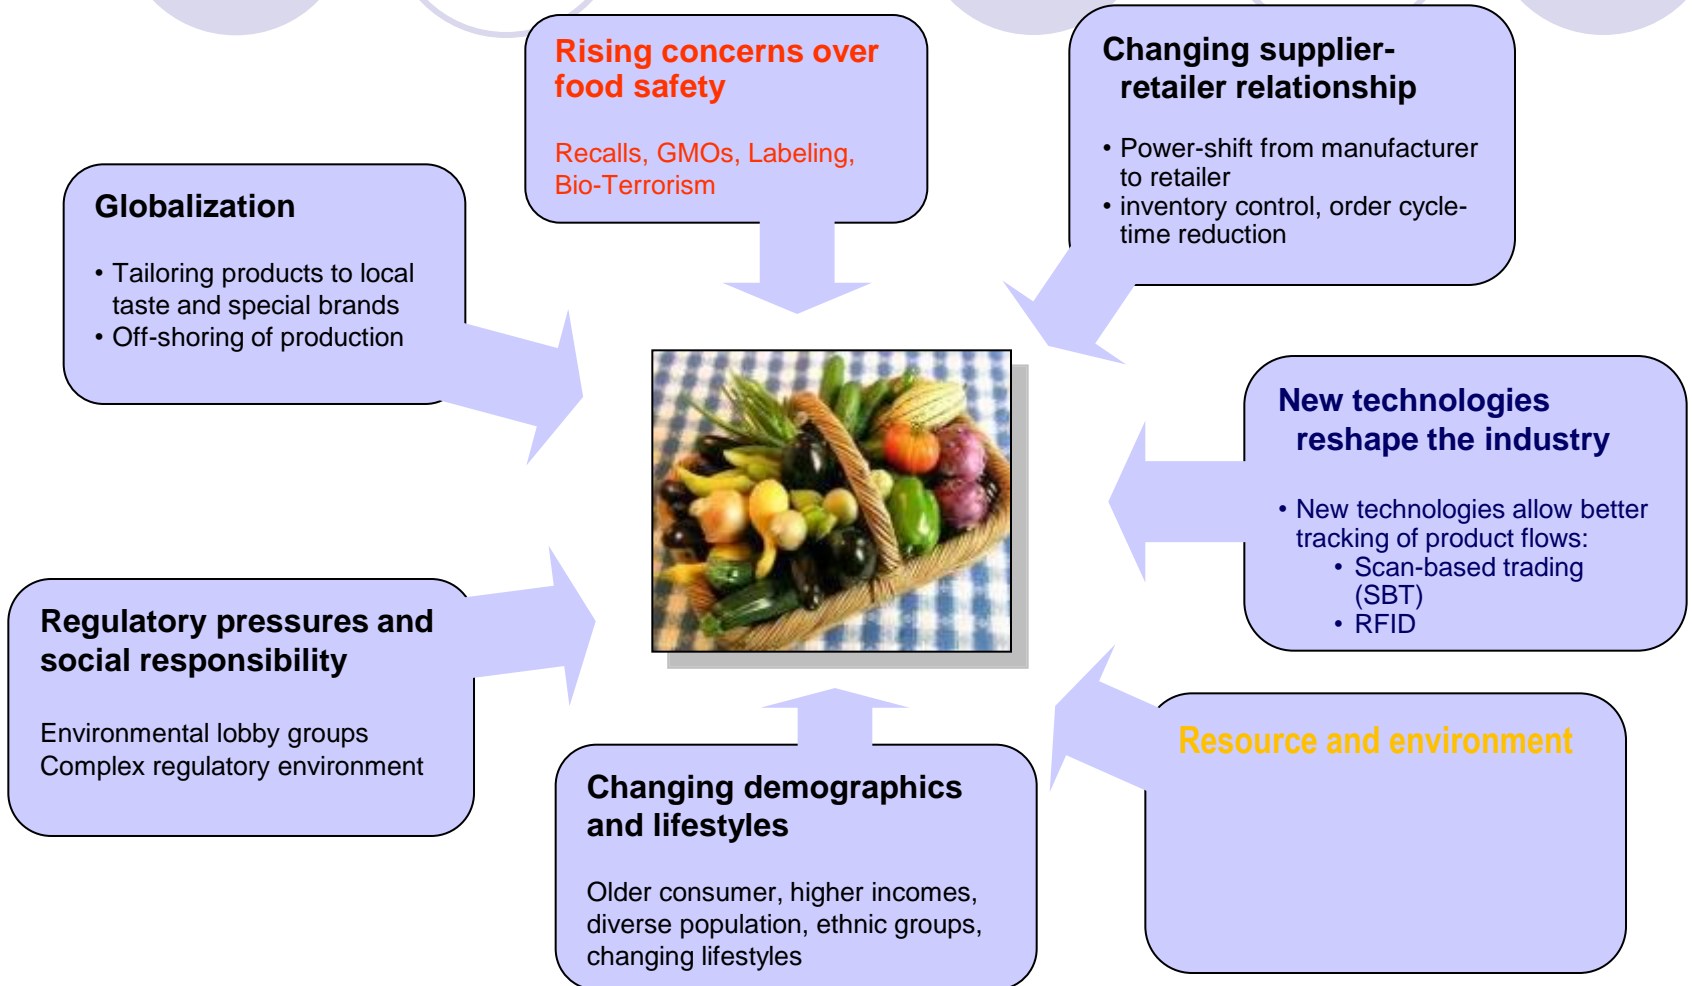 Rising concerns over
food safety
Recalls, GMOs, Labeling,
Bio-Terrorism
Changing supplier-
retailer relationship
• Power-shift from manufacturer
to retailer
• inventory control, order cycle-
time reduction
Globalization
• Tailoring products to local
taste and special brands
• Off-shoring of production
New technologies
reshape the industry
• New technologies allow better
tracking of product flows:
• Scan-based trading
(SBT)
• RFID
Regulatory pressures and
social responsibility
Environmental lobby groups
Complex regulatory environment
Changing demographics
and lifestyles
Older consumer, higher incomes,
diverse population, ethnic groups,
changing lifestyles
Resource and environment